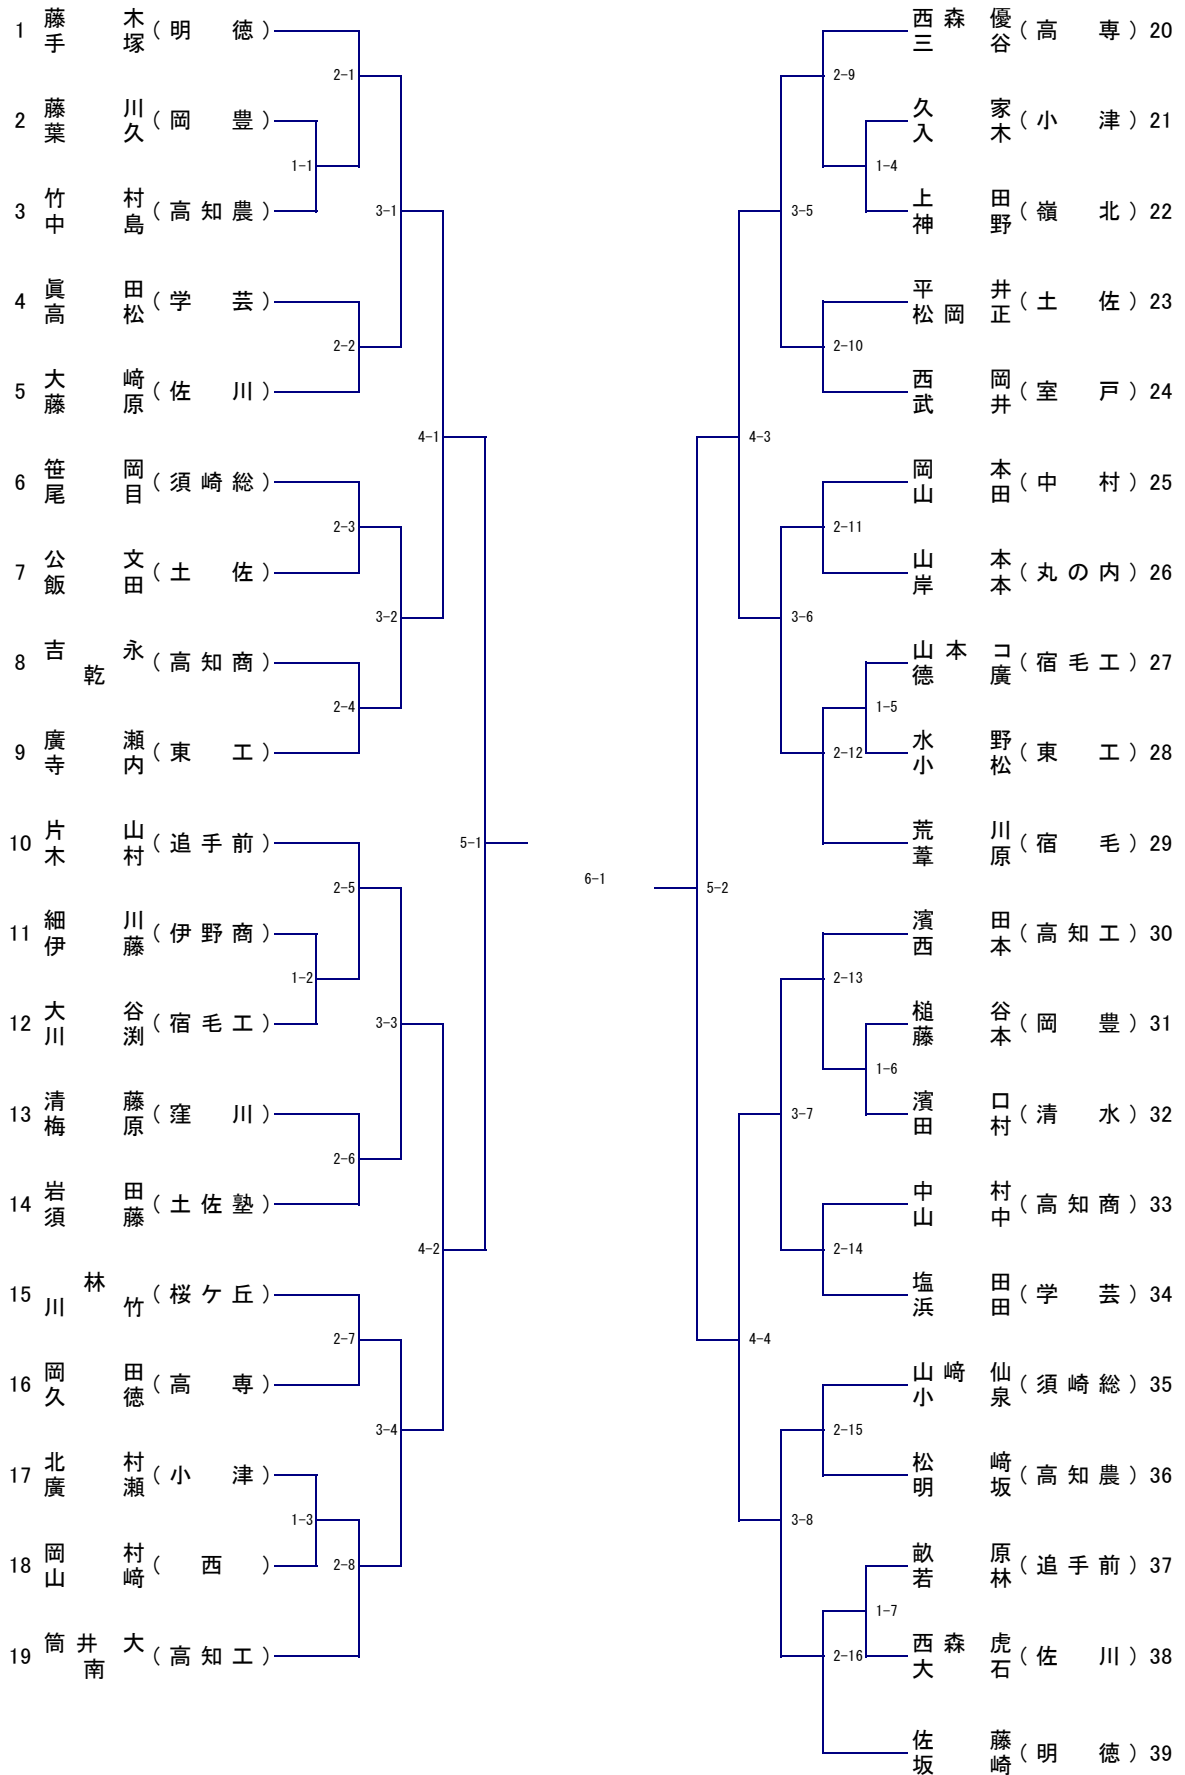 1 藤木 手塚 （明徳）
2 藤川 葉久 （岡豊）
3 竹村 中島 （高知農）
4 眞田 高松 （学芸）
5 大﨑 藤原 （佐川）
6 笹岡 尾目 （須崎総）
7 公文 飯田 （土佐）
8 吉永 乾 （高知商）
9 廣瀬 寺内 （東工）
10 片山 木村 （追手前）
11 細川 伊藤 （伊野商）
12 大谷 川渕 （宿毛工）
13 清藤 梅原 （窪川）
14 岩田 須藤 （土佐塾）
15 林 川竹 （桜ケ丘）
16 岡田 久徳 （高専）
17 北村 廣瀬 （小津）
18 岡村 山﨑 （西）
19 筒井大 南 （高知工）
2-1
1-1
3-1
2-2
4-1
2-3
3-2
2-4
5-1
2-5
1-2
3-3
2-6
4-2
2-7
3-4
1-3
2-8
6-1
2-9
1-4
3-5
2-10
4-3
2-11
3-6
1-5
2-12
5-2
2-13
1-6
3-7
2-14
4-4
2-15
3-8
1-7
2-16
西森優 三谷 （高専） 20
久家 入木 （小津） 21
上田 神野 （嶺北） 22
平井 松岡正 （土佐） 23
西岡 武井 （室戸） 24
岡本 山田 （中村） 25
山本 岸本 （丸の内） 26
山本コ 德廣 （宿毛工） 27
水野 小松 （東工） 28
荒川 葦原 （宿毛） 29
濱田 西本 （高知工） 30
槌谷 藤本 （岡豊） 31
濱口 田村 （清水） 32
中村 山中 （高知商） 33
塩田 浜田 （学芸） 34
山﨑仙 小泉 （須崎総） 35
松﨑 明坂 （高知農） 36
畝原 若林 （追手前） 37
西森虎 大石 （佐川） 38
佐藤 坂崎 （明徳） 39